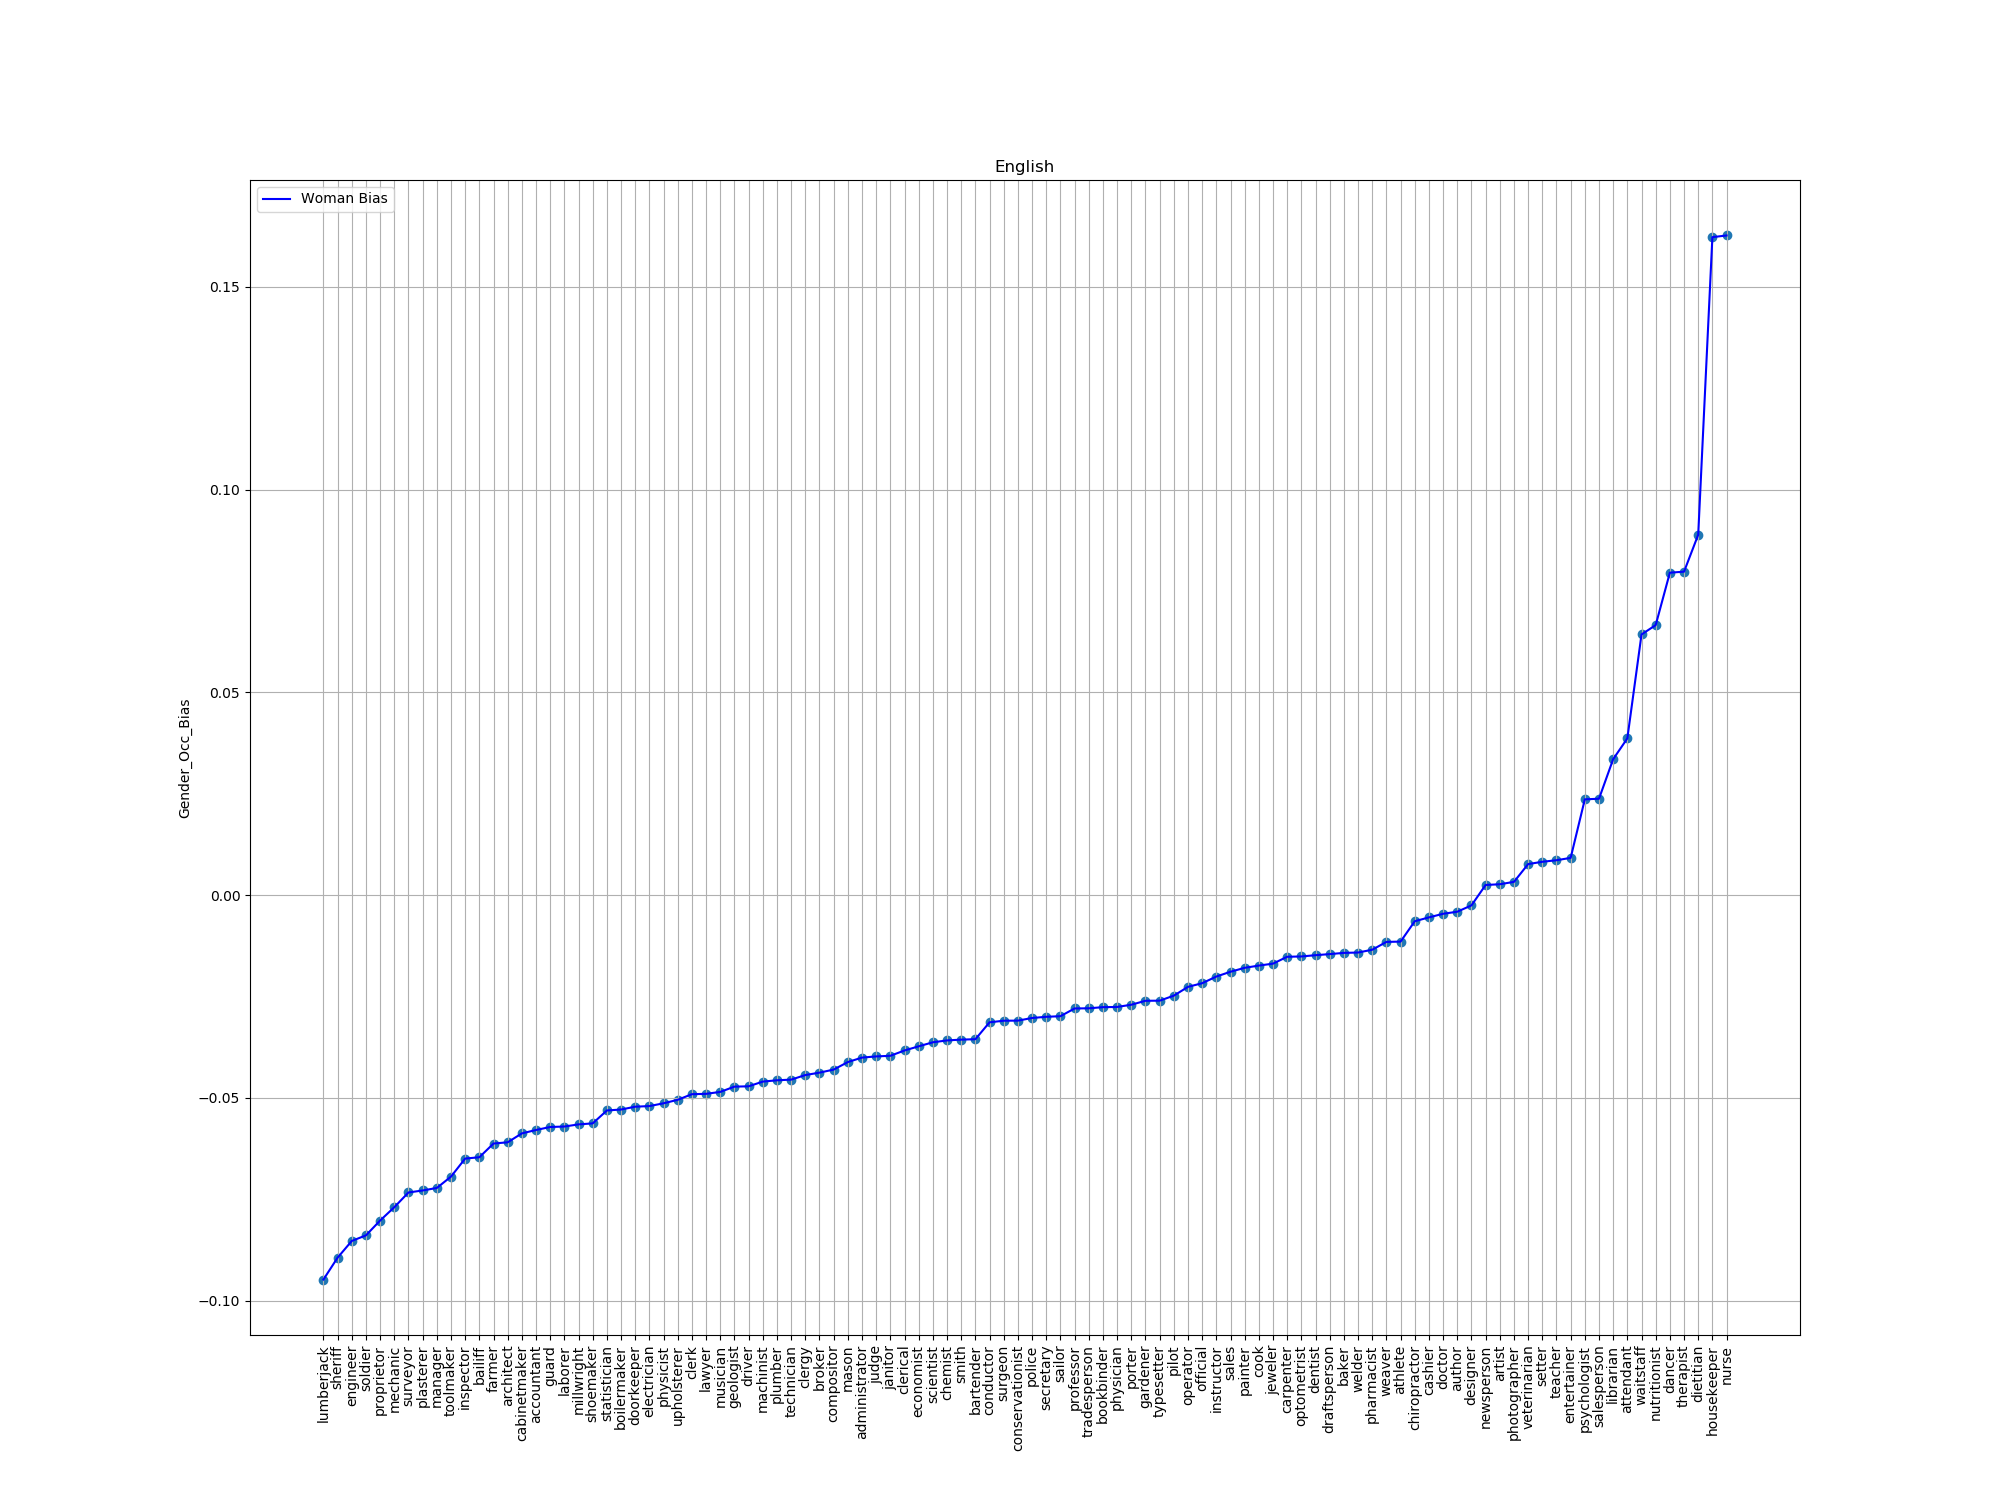 English
Woman Bias
0.15
0.10
0.05
0.00
−0.05
−0.10
Gender_Occ_Bias
lumberjack
sheriff
engineer
soldier
proprietor
mechanic
surveyor
plasterer
manager
toolmaker
inspector
bailiff
farmer
architect
cabinetmaker
accountant
guard
laborer
millwright
shoemaker
statistician
boilermaker
doorkeeper
electrician
physicist
upholsterer
clerk
lawyer
musician
geologist
driver
machinist
plumber
technician
clergy
broker
compositor
mason
administrator
judge
janitor
clerical
economist
scientist
chemist
smith
bartender
conductor
surgeon
conservationist
police
secretary
sailor
professor
tradesperson
bookbinder
physician
porter
gardener
typesetter
pilot
operator
official
instructor
sales
painter
cook
jeweler
carpenter
optometrist
dentist
draftsperson
baker
welder
pharmacist
weaver
athlete
chiropractor
cashier
doctor
author
designer
newsperson
artist
photographer
veterinarian
setter
teacher
entertainer
psychologist
salesperson
librarian
attendant
waitstaff
nutritionist
dancer
therapist
dietitian
housekeeper
nurse